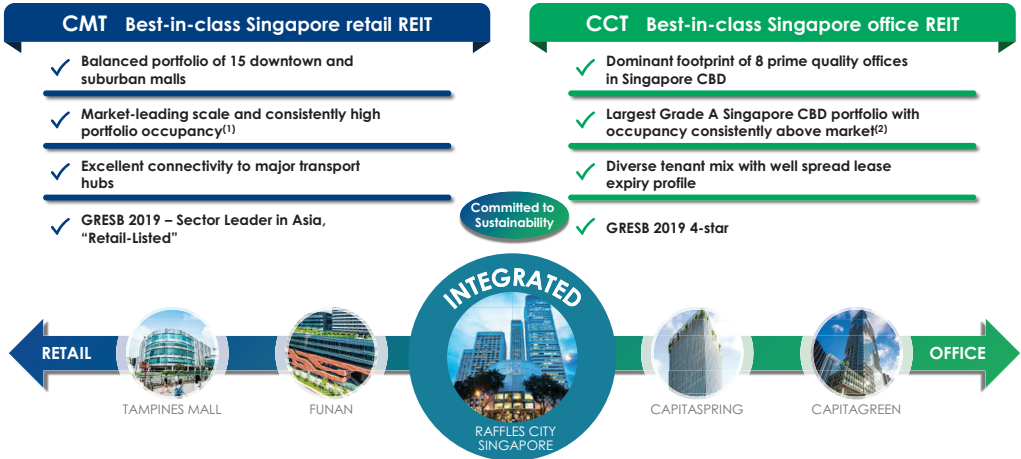 CMT Best-in-class Singapore retail REIT
Balanced portfolio of 15 downtown and
suburban malls
Market-leading scale and consistently high
portfolio occupancy(1)
Excellent connectivity to major transport
hubs
GRESB 2019 – Sector Leader in Asia,
“Retail-Listed”
CCT Best-in-class Singapore office REIT
Dominant footprint of 8 prime quality offices
in Singapore CBD
Largest Grade A Singapore CBD portfolio with
occupancy consistently above market(2)
Diverse tenant mix with well spread lease
expiry profile
GRESB 2019 4-star
Committed to
Sustainability
INTEGRATED
RETAIL
OFFICE
TAMPINES MALL
FUNAN
RAFFLES CITY
SINGAPORE
CAPITASPRING
CAPITAGREEN